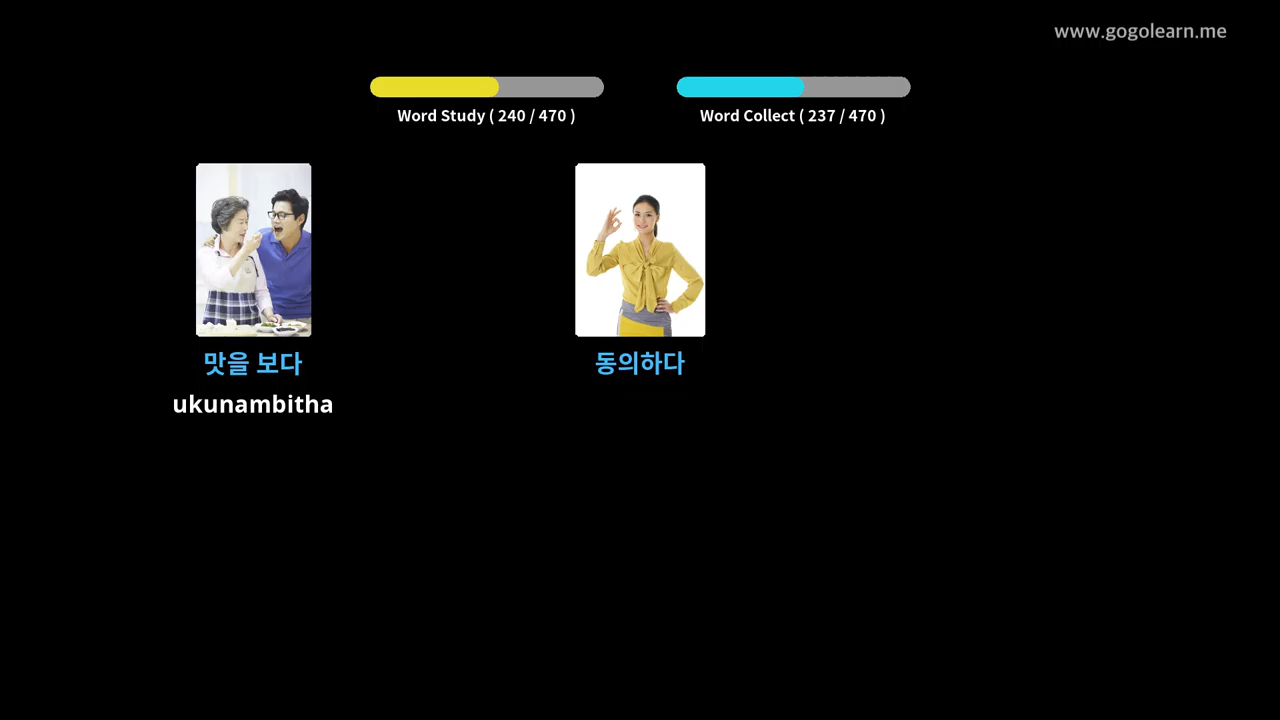 www.gogolearn.me
Word Study ( 240 / 470 )
Word Collect ( 237 / 470 )
맛을 보다
동의하다
ukunambitha